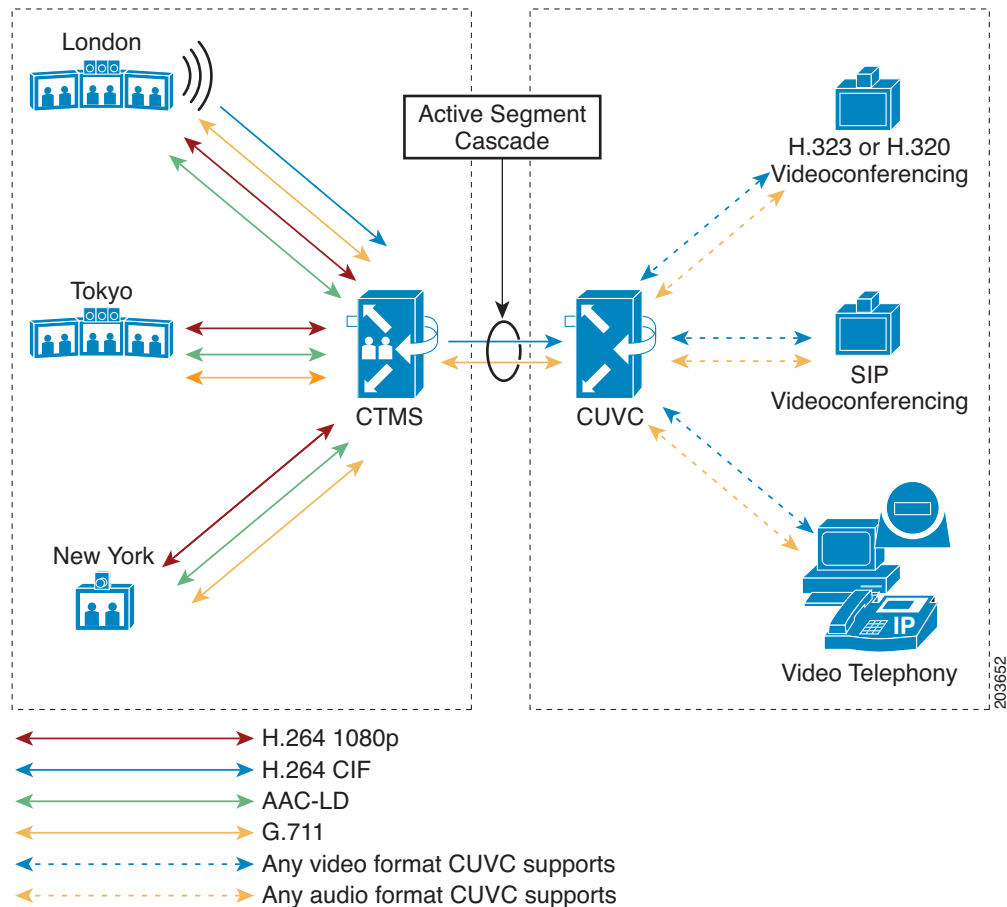 London
Active Segment
Cascade
H.323 or H.320
Videoconferencing
Tokyo
CTMS
CUVC
SIP
Videoconferencing
New York
IP
Video Telephony
203652
H.264 1080p
H.264 CIF
AAC-LD
G.711
Any video format CUVC supports
Any audio format CUVC supports